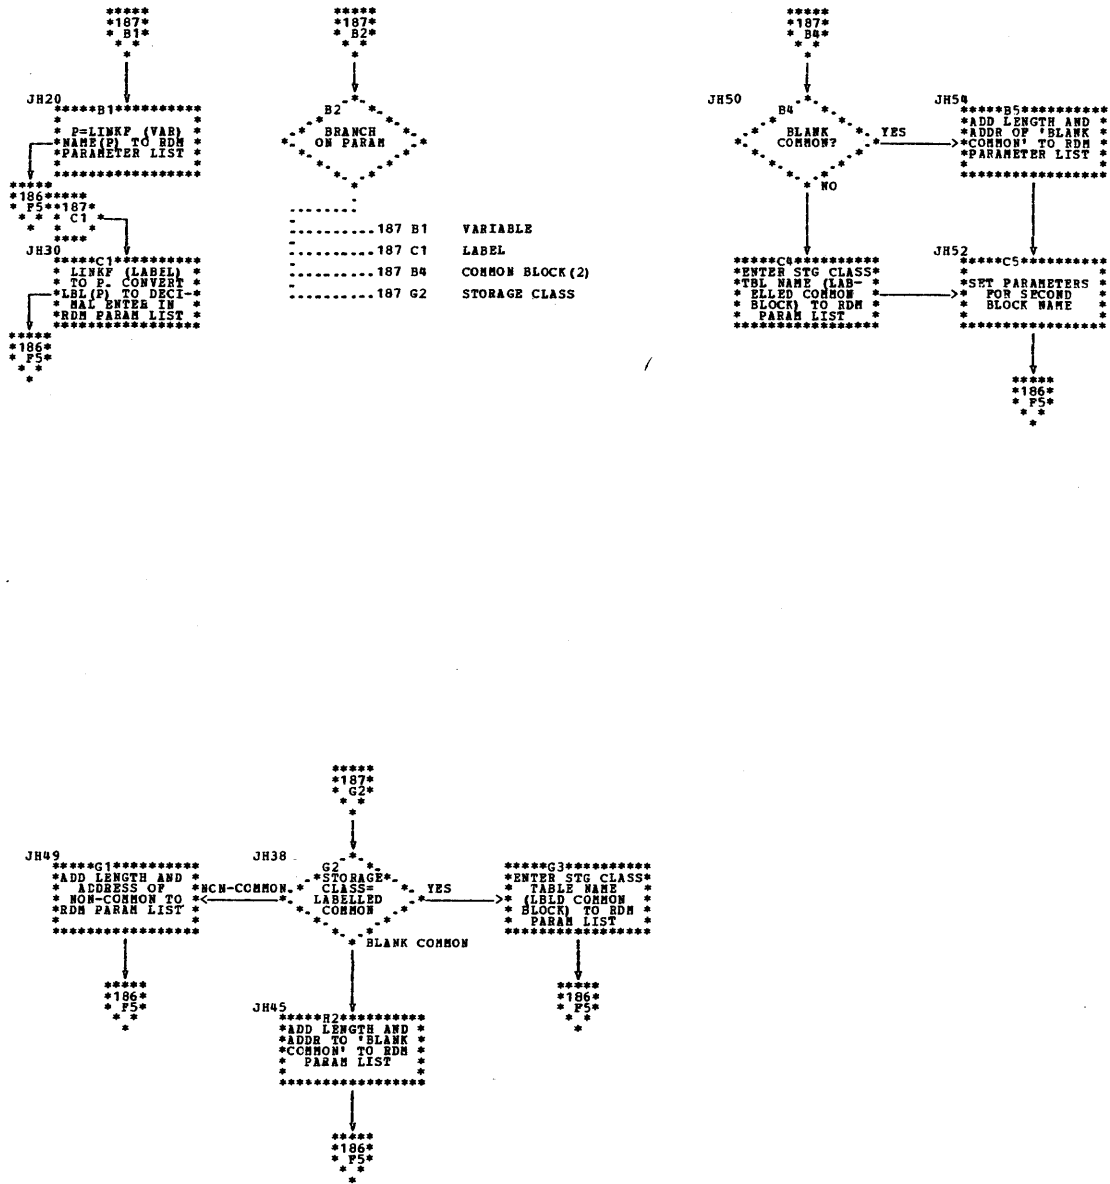 187
B1
187
B2
187
B4
JH20
B1
P=LINKF (VAR)
NAME(P) TO RDM
PARAMETER LIST
186
F5
187
C1
JH30
C1
LINKF (LABEL)
TO P. CONVERT
LBL(P) TO DECI-
MAL ENTER IN
RDM PARAM LIST
186
F5
B2
BRANCH
ON PARAM
187 B1 VARIABLE
187 C1 LABEL
187 B4 COMMON BLOCK(2)
187 G2 STORAGE CLASS
JH50
B4
BLANK
COMMON?
YES
NO
JH54
B5
ADD LENGTH AND
ADDR OF 'BLANK
COMMON' TO RDM
PARAMETER LIST
C4
ENTER STG CLASS
TBL NAME (LAB-
ELLED COMMON
BLOCK) TO RDM
PARAM LIST
JH52
C5
SET PARAMETERS
FOR SECOND
BLOCK NAME
186
F5
187
G2
JH49
G1
ADD LENGTH AND
ADDRESS OF
NON-COMMON TO
RDM PARAM LIST
NON-COMMON
186
F5
JH38
G2
STORAGE
CLASS=
LABELLED
COMMON
YES
BLANK COMMON
G3
ENTER STG CLASS
TABLE NAME
(LBLD COMMON
BLOCK) TO RDM
PARAM LIST
186
F5
JH45
H2
ADD LENGTH AND
ADDR TO 'BLANK
COMMON' TO RDM
PARAM LIST
186
F5